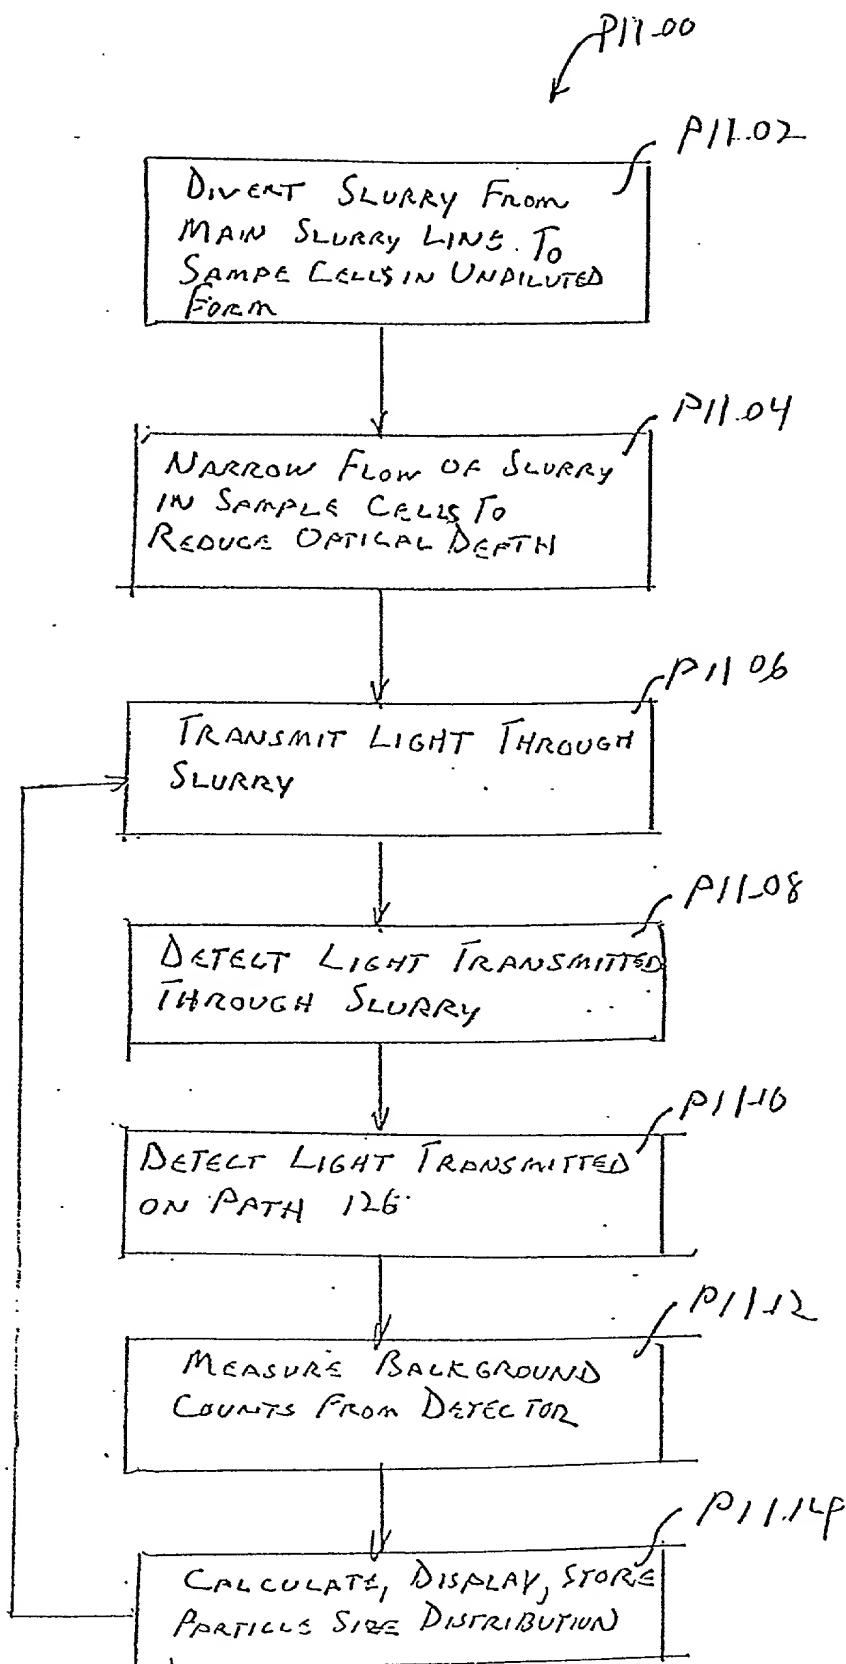 P11.00
P11.02
DIVERT SLURRY FROM
MAIN SLURRY LINE TO
SAMPE CELLS IN UNDILUTED
FORM
P11.04
NARROW FLOW OF SLURRY
IN SAMPLE CELLS TO
REDUCE OPTICAL DEPTH
P11.06
TRANSMIT LIGHT THROUGH
SLURRY
P11.08
DETECT LIGHT TRANSMITTED
THROUGH SLURRY
P11.10
DETECT LIGHT TRANSMITTED
ON PATH 126
P11.12
MEASURE BACKGROUND
COUNTS FROM DETECTOR
P11.14
CALCULATE, DISPLAY, STORE
PARTICLE SIZE DISTRIBUTION